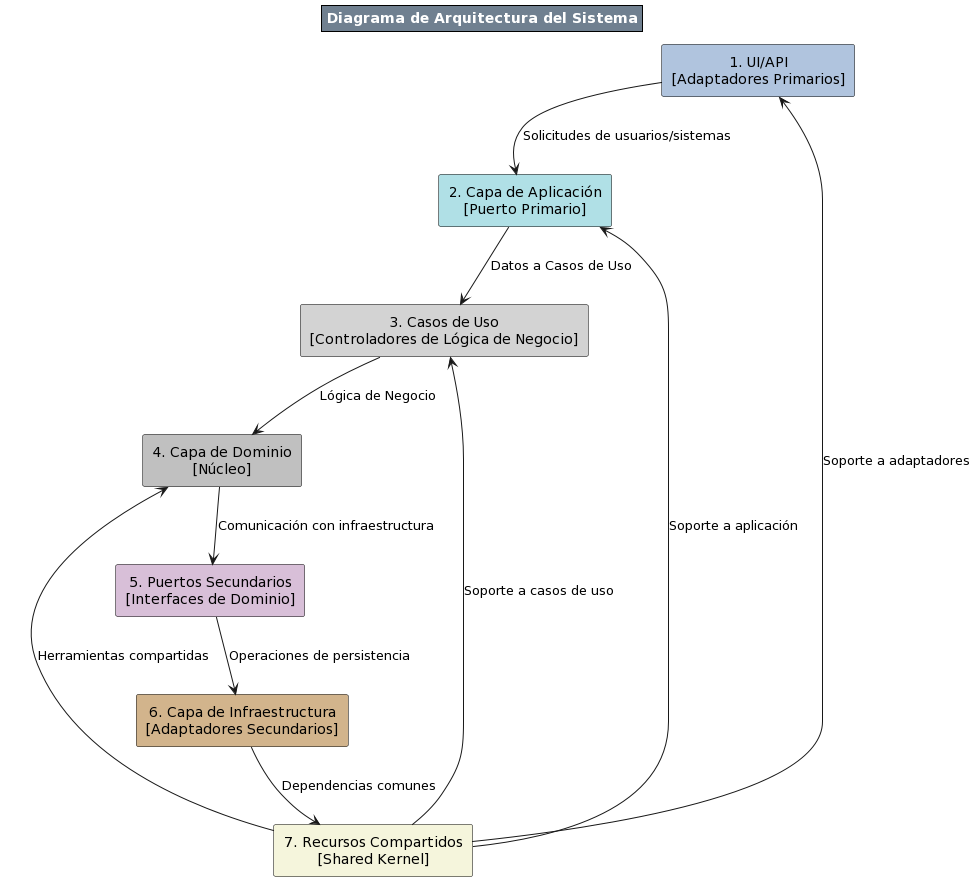 Diagrama de Arquitectura del Sistema
1. UI/API
[Adaptadores Primarios]
Solicitudes de usuarios/sistemas
2. Capa de Aplicación
[Puerto Primario]
Datos a Casos de Uso
3. Casos de Uso
[Controladores de Lógica de Negocio]
Lógica de Negocio
4. Capa de Dominio
[Núcleo]
Soporte a adaptadores
Comunicación con infraestructura
Soporte a aplicación
5. Puertos Secundarios
[Interfaces de Dominio]
Soporte a casos de uso
Herramientas compartidas
Operaciones de persistencia
6. Capa de Infraestructura
[Adaptadores Secundarios]
Dependencias comunes
7. Recursos Compartidos
[Shared Kernel]